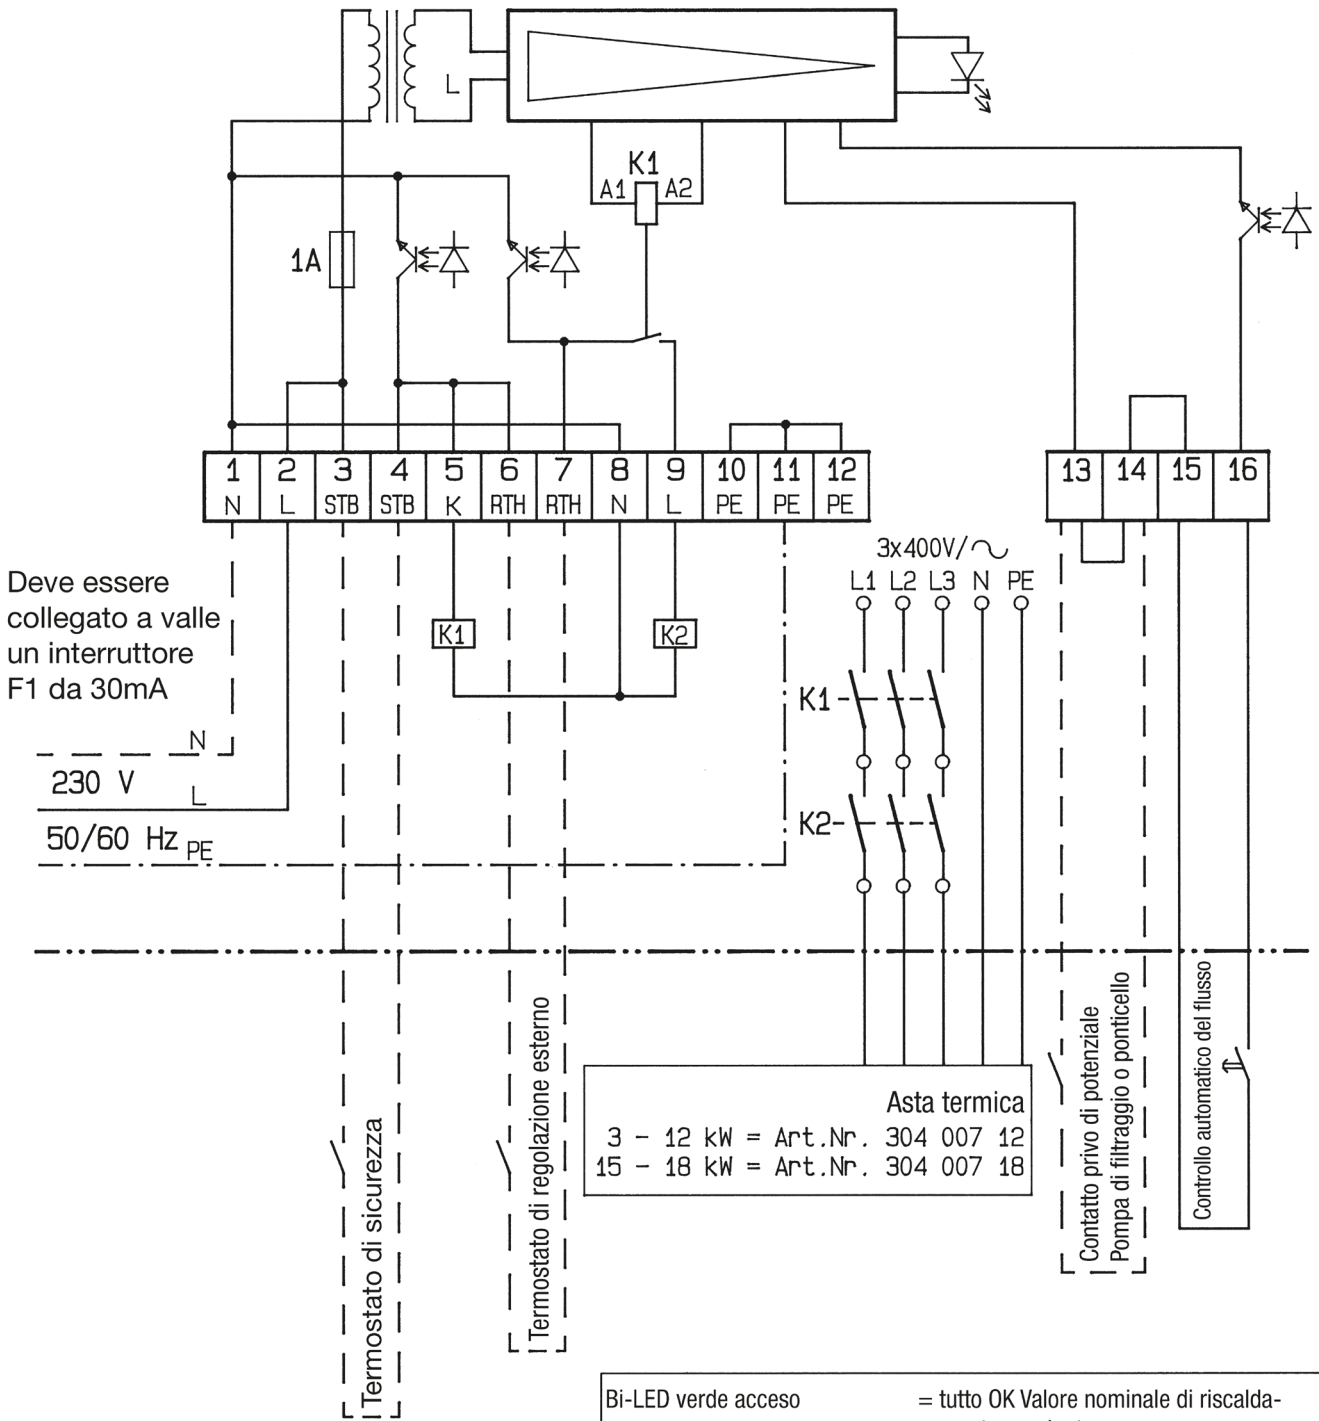 L
K1
A1 A2
1A
1 2 3 4 5 6 7 8 9 10 11 12 13 14 15 16
N L STB STB K RTH RTH N L PE PE PE
3x400V/~
L1 L2 L3 N PE
Deve essere
collegato a valle
un interruttore
F1 da 30mA
K1 K2
K1
N
230 V L
K2
50/60 Hz PE
Termostato di sicurezza
Termostato di regolazione esterno
Asta termica
3 - 12 kW = Art.Nr. 304 007 12
15 - 18 kW = Art.Nr. 304 007 18
Contatto privo di potenziale
Pompa di filtraggio o ponticello
Controllo automatico del flusso
Bi-LED verde acceso = tutto OK Valore nominale di riscalda-